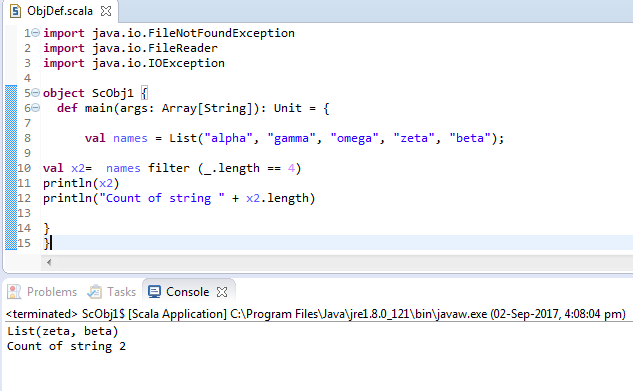 ObjDef.scala
1 import java.io.FileNotFoundException
2 import java.io.FileReader
3 import java.io.IOException
4
5 object ScObj1 {
6 def main(args: Array[String]): Unit = {
7
8 val names = List("alpha", "gamma", "omega", "zeta", "beta");
9
10 val x2= names filter (_.length == 4)
11 println(x2)
12 println("Count of string " + x2.length)
13
14 }
15 }
Problems Tasks Console
<terminated> ScObj1$ [Scala Application] C:\Program Files\Java\jre1.8.0_121\bin\javaw.exe (02-Sep-2017, 4:08:04 pm)
List(zeta, beta)
Count of string 2